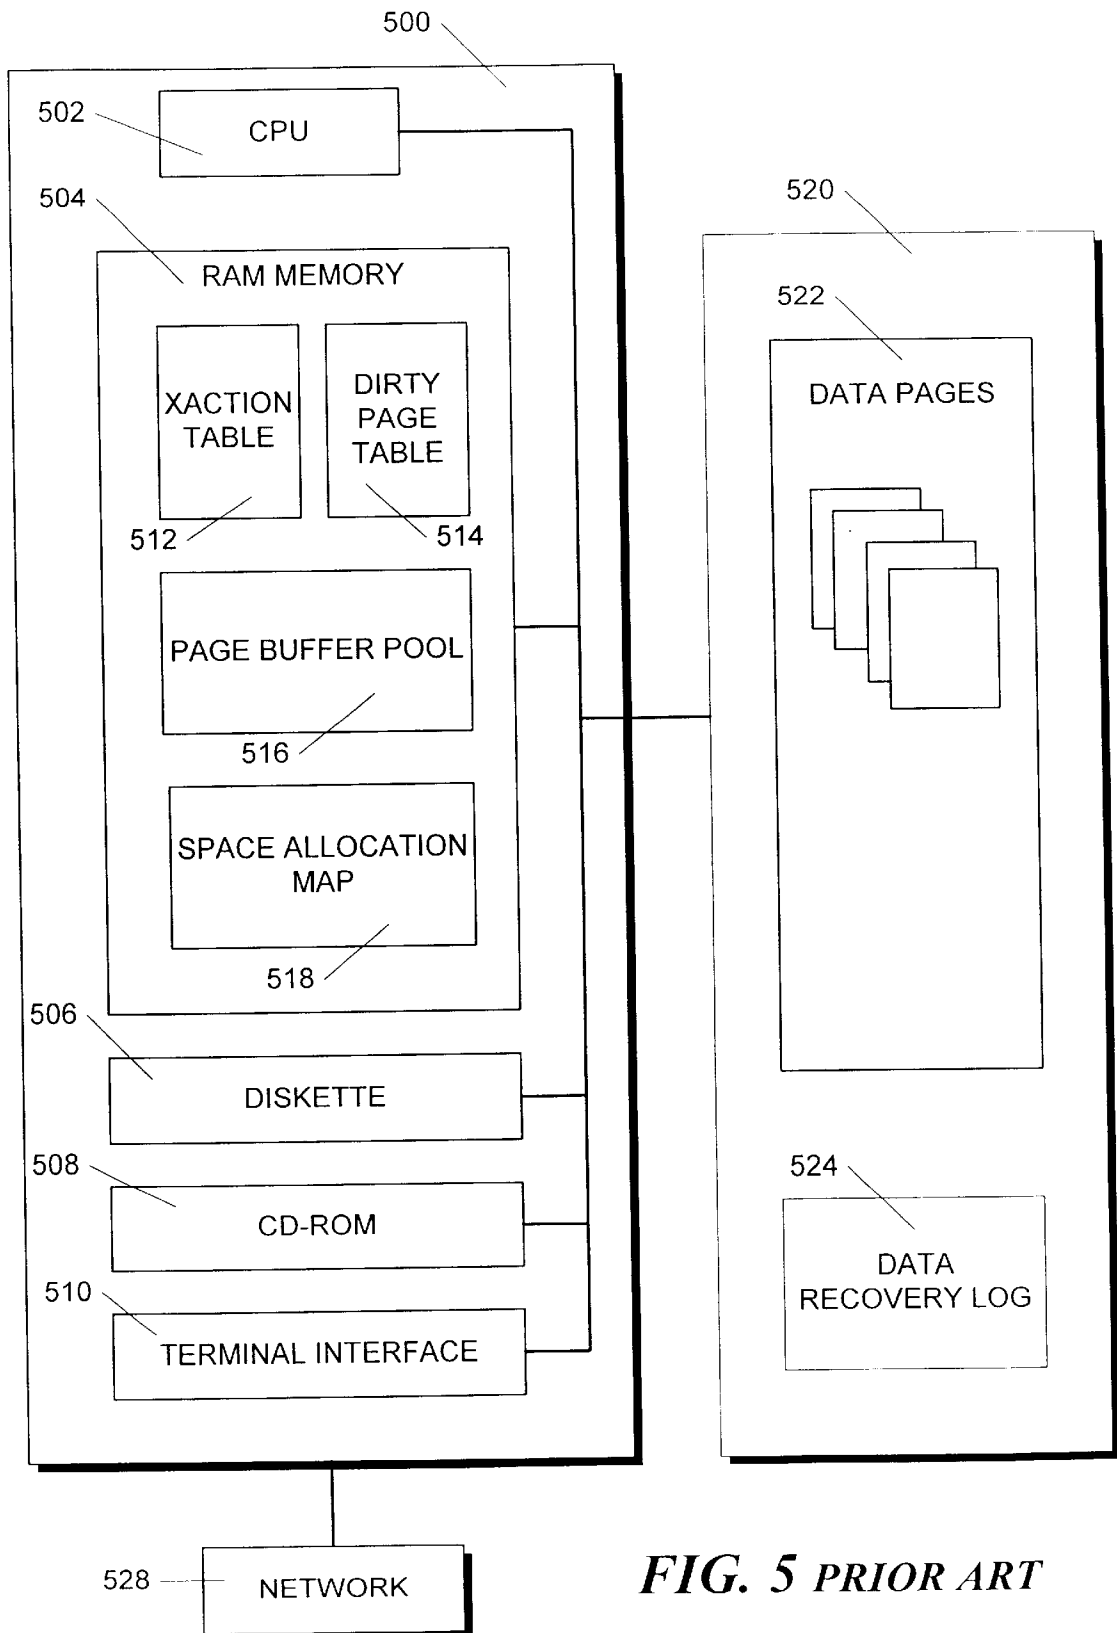 500
502
CPU
504
RAM MEMORY
XACTION
TABLE
512
DIRTY
PAGE
TABLE
514
PAGE BUFFER POOL
516
SPACE ALLOCATION
MAP
518
506
DISKETTE
508
CD-ROM
510
TERMINAL INTERFACE
520
522
DATA PAGES
524
DATA
RECOVERY LOG
528
NETWORK
FIG. 5 PRIOR ART